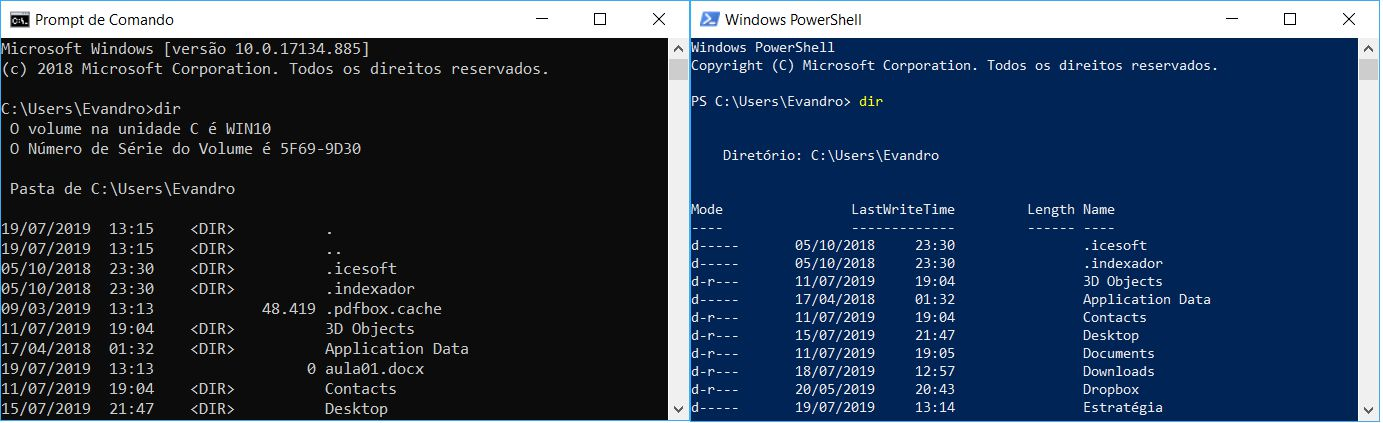 Prompt de Comando
Microsoft Windows [versão 10.0.17134.885]
(c) 2018 Microsoft Corporation. Todos os direitos reservados.
C:\Users\Evandro>dir
O volume na unidade C é WIN10
O Número de Série do Volume é 5F69-9D30
Pasta de C:\Users\Evandro
19/07/2019  13:15    <DIR>          .
19/07/2019  13:15    <DIR>          ..
05/10/2018  23:30    <DIR>          .icesoft
05/10/2018  23:30    <DIR>          .indexador
09/03/2019  13:13            48.419 .pdfbox.cache
11/07/2019  19:04    <DIR>          3D Objects
17/04/2018  01:32    <DIR>          Application Data
19/07/2019  13:13                 0 aula01.docx
11/07/2019  19:04    <DIR>          Contacts
15/07/2019  21:47    <DIR>          Desktop
Windows PowerShell
Windows PowerShell
Copyright (C) Microsoft Corporation. Todos os direitos reservados.
PS C:\Users\Evandro> dir
Diretório: C:\Users\Evandro
Mode                LastWriteTime         Length Name
----                -------------         ------ ----
d-----       05/10/2018     23:30                .icesoft
d-----       05/10/2018     23:30                .indexador
d-r---       11/07/2019     19:04                3D Objects
d-----       17/04/2018     01:32                Application Data
d-r---       11/07/2019     19:04                Contacts
d-r---       15/07/2019     21:47                Desktop
d-r---       11/07/2019     19:05                Documents
d-r---       18/07/2019     12:57                Downloads
d-r---       20/05/2019     20:43                Dropbox
d-----       19/07/2019     13:14                Estratégia